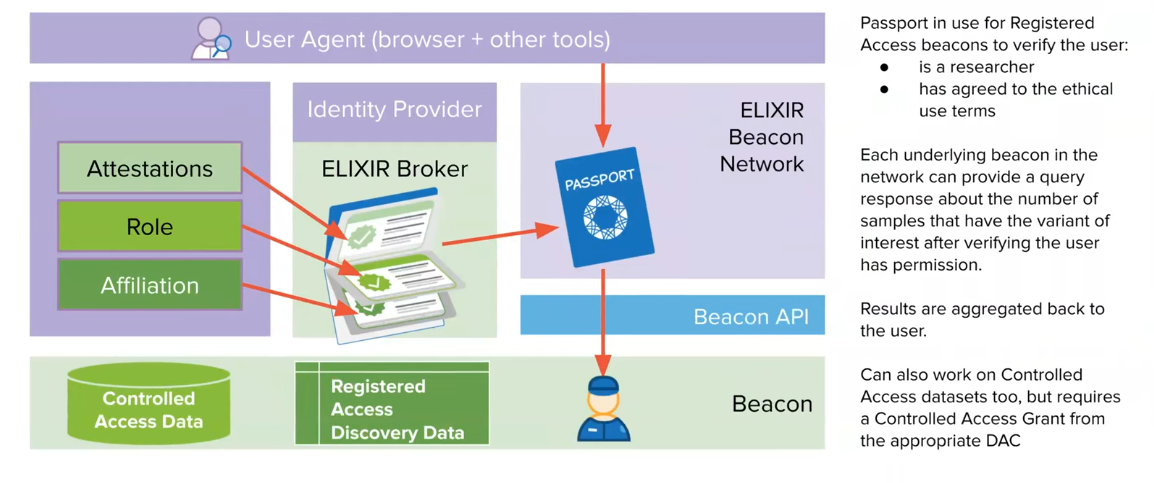 User Agent (browser + other tools)
Identity Provider
ELIXIR Broker
Attestations
Role
Affiliation
ELIXIR
Beacon
Network
PASSPORT
Beacon API
Controlled
Access Data
Registered
Access
Discovery Data
Beacon
Passport in use for Registered
Access beacons to verify the user:
● is a researcher
● has agreed to the ethical
use terms
Each underlying beacon in the
network can provide a query
response about the number of
samples that have the variant of
interest after verifying the user
has permission.
Results are aggregated back to
the user.
Can also work on Controlled
Access datasets too, but requires
a Controlled Access Grant from
the appropriate DAC